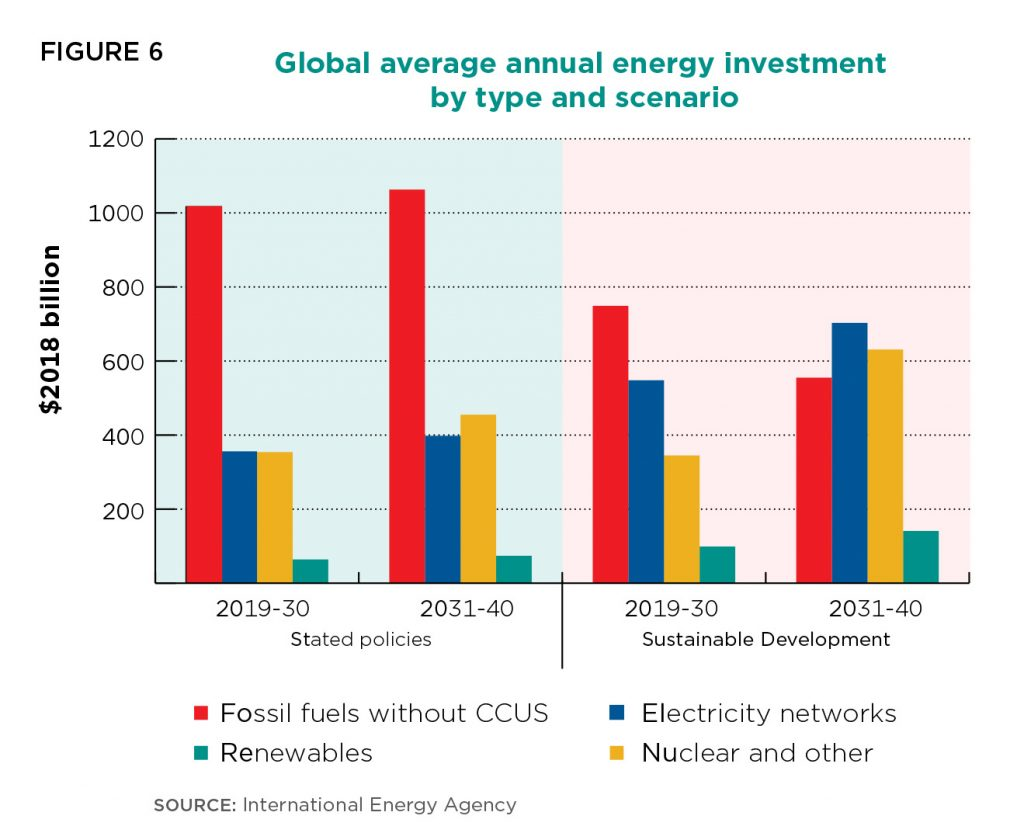 FIGURE 6
Global average annual energy investment
by type and scenario
1200
1000
800
600
400
200
$2018 billion
2019-30
2031-40
2019-30
2031-40
Stated policies
Sustainable Development
Fossil fuels without CCUS
Electricity networks
Renewables
Nuclear and other
SOURCE: International Energy Agency